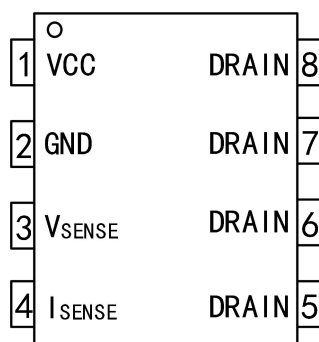 1 VCC DRAIN 8
2 GND DRAIN 7
3 VSENSE DRAIN 6
4 ISENSE DRAIN 5